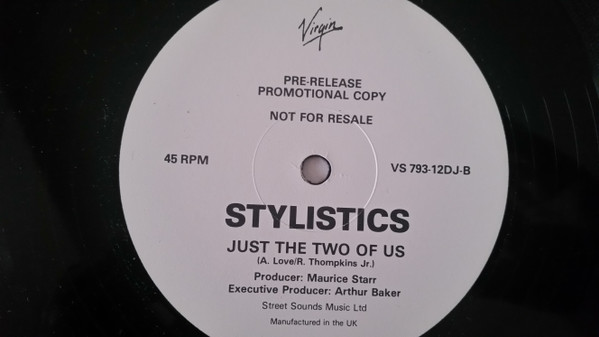 Virgin
PRE-RELEASE
PROMOTIONAL COPY
NOT FOR RESALE
45 RPM
VS 793-12DJ-B
STYLISTICS
JUST THE TWO OF US
(A. Love/R. Thompkins Jr.)
Producer: Maurice Starr
Executive Producer: Arthur Baker
Street Sounds Music Ltd
Manufactured in the UK